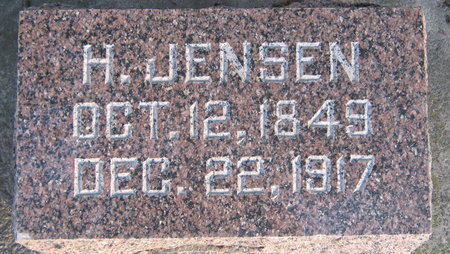 H. JENSEN
OCT. 12, 1849
DEC. 22, 1917